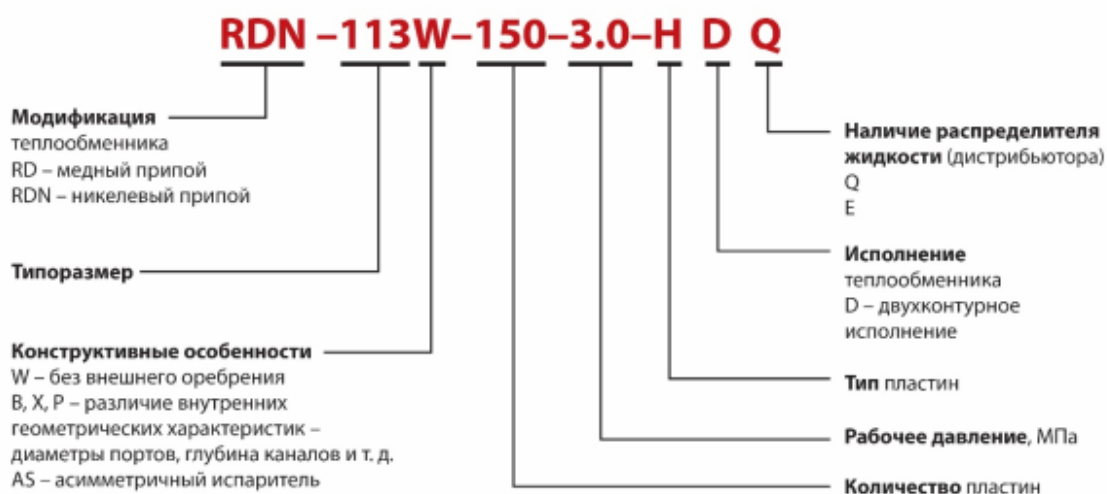 RDN –113W–150–3.0–H D Q
Модификация
теплообменника
RD – медный припой
RDN – никелевый припой
Типоразмер
Конструктивные особенности
W – без внешнего оребрения
B, X, P – различие внутренних
геометрических характеристик –
диаметры портов, глубина каналов и т. д.
AS – асимметричный испаритель
Наличие распределителя
жидкости (дистрибьютора)
Q
E
Исполнение
теплообменника
D – двухконтурное
исполнение
Тип пластин
Рабочее давление, МПа
Количество пластин